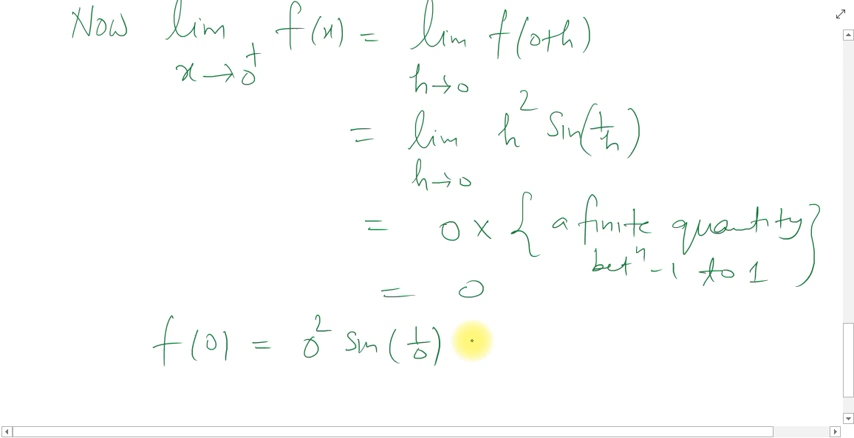 Now lim x→0⁺ f(x) = lim h→0 f(0+h)
= lim h→0 h² Sin(1/h)
= 0 × { a finite quantity betⁿ -1 to 1 }
= 0
f(0) = 0² Sin(1/0)